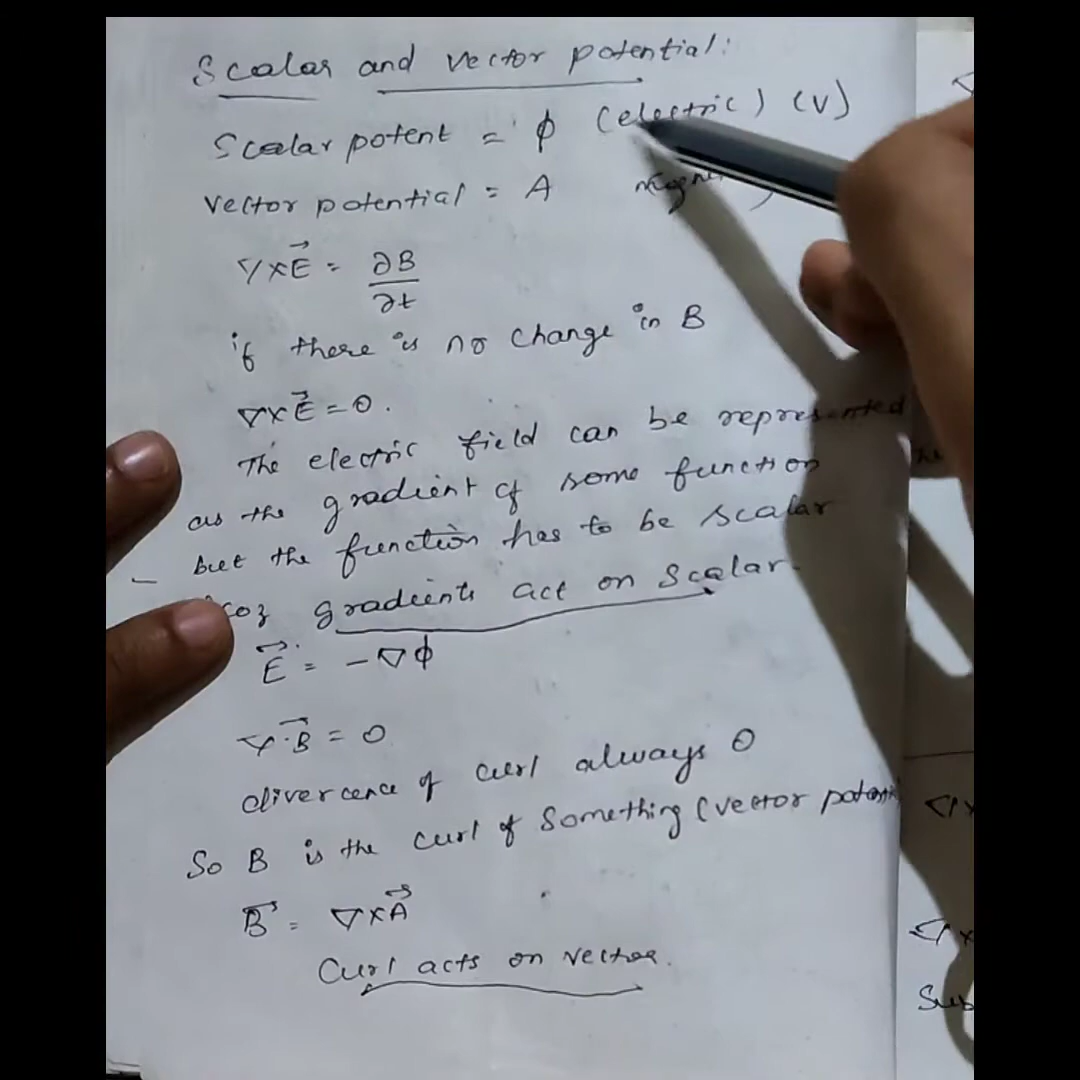 Scalar and vector potential:
Scalar potent = ϕ (electric) (V)
Vector potential = A
∇×E⃗ = ∂B/∂t
if there is no change in B
∇×E⃗ = 0.
The electric field can be represented
as the gradient of some function
but the function has to be scalar
gradients act on scalar.
E⃗ = -∇ϕ
∇·B⃗ = 0
divercence of curl always 0
So B is the curl of something (vector
B⃗ = ∇×A⃗
Curl acts on vector.